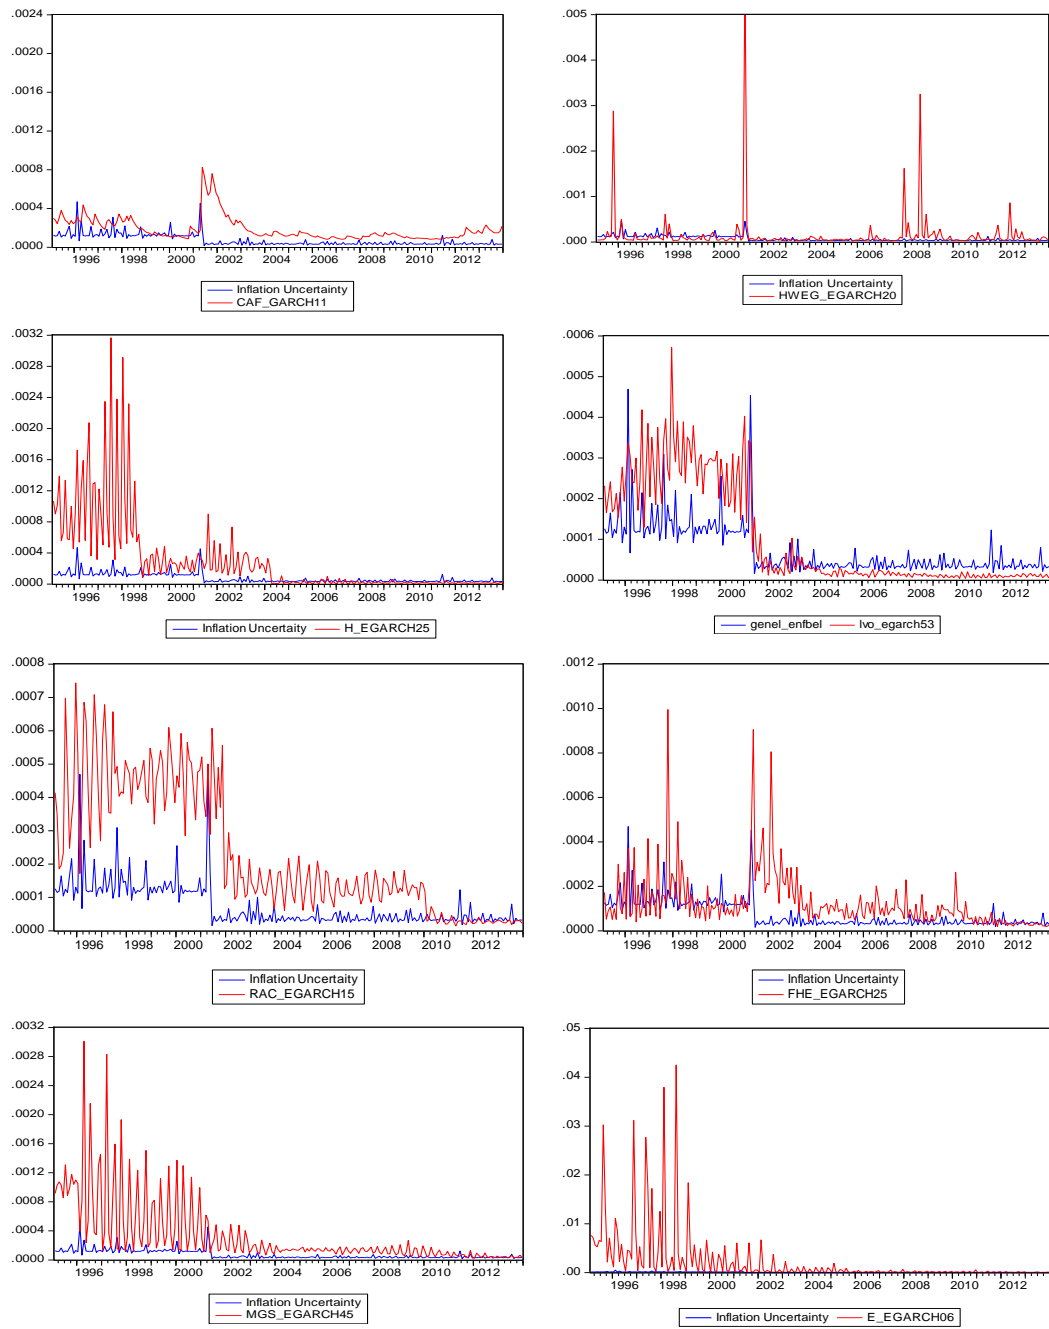 .0024
.0020
.0016
.0012
.0008
.0004
.0000
1996 1998 2000 2002 2004 2006 2008 2010 2012
Inflation Uncertainty
CAF_GARCH11
.005
.004
.003
.002
.001
.000
1996 1998 2000 2002 2004 2006 2008 2010 2012
Inflation Uncertainty
HWEG_EGARCH20
.0032
.0028
.0024
.0020
.0016
.0012
.0008
.0004
.0000
1996 1998 2000 2002 2004 2006 2008 2010 2012
Inflation Uncertaity H_EGARCH25
.0006
.0005
.0004
.0003
.0002
.0001
.0000
1996 1998 2000 2002 2004 2006 2008 2010 2012
genel_enfbel lvo_egarch53
.0008
.0007
.0006
.0005
.0004
.0003
.0002
.0001
.0000
1996 1998 2000 2002 2004 2006 2008 2010 2012
Inflation Uncertaity
RAC_EGARCH15
.0012
.0010
.0008
.0006
.0004
.0002
.0000
1996 1998 2000 2002 2004 2006 2008 2010 2012
Inflation Uncertainty
FHE_EGARCH25
.0032
.0028
.0024
.0020
.0016
.0012
.0008
.0004
.0000
1996 1998 2000 2002 2004 2006 2008 2010 2012
Inflation Uncertainty
MGS_EGARCH45
.05
.04
.03
.02
.01
.00
1996 1998 2000 2002 2004 2006 2008 2010 2012
Inflation Uncertainty E_EGARCH06